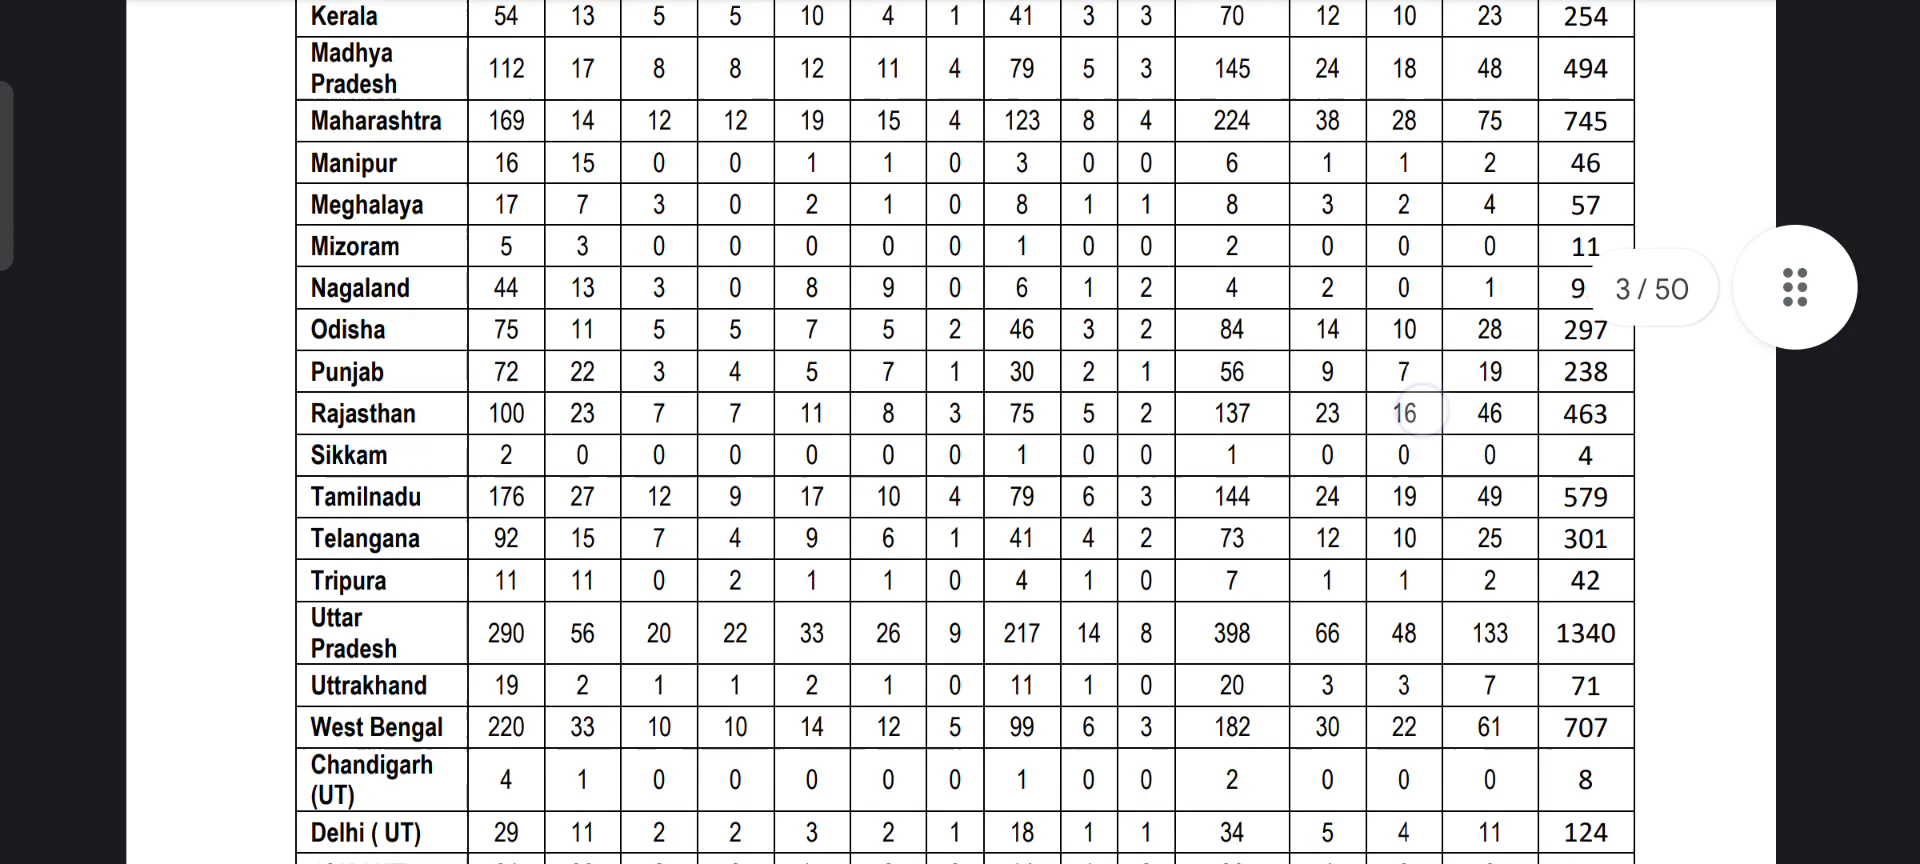 Kerala 54 13 5 5 10 4 1 41 3 3 70 12 10 23 254
Madhya
Pradesh 112 17 8 8 12 11 4 79 5 3 145 24 18 48 494
Maharashtra 169 14 12 12 19 15 4 123 8 4 224 38 28 75 745
Manipur 16 15 0 0 1 1 0 3 0 0 6 1 1 2 46
Meghalaya 17 7 3 0 2 1 0 8 1 1 8 3 2 4 57
Mizoram 5 3 0 0 0 0 0 1 0 0 2 0 0 0 11
Nagaland 44 13 3 0 8 9 0 6 1 2 4 2 0 1
3 / 50
Odisha 75 11 5 5 7 5 2 46 3 2 84 14 10 28 297
Punjab 72 22 3 4 5 7 1 30 2 1 56 9 7 19 238
Rajasthan 100 23 7 7 11 8 3 75 5 2 137 23 16 46 463
Sikkam 2 0 0 0 0 0 0 1 0 0 1 0 0 0 4
Tamilnadu 176 27 12 9 17 10 4 79 6 3 144 24 19 49 579
Telangana 92 15 7 4 9 6 1 41 4 2 73 12 10 25 301
Tripura 11 11 0 2 1 1 0 4 1 0 7 1 1 2 42
Uttar
Pradesh 290 56 20 22 33 26 9 217 14 8 398 66 48 133 1340
Uttrakhand 19 2 1 1 2 1 0 11 1 0 20 3 3 7 71
West Bengal 220 33 10 10 14 12 5 99 6 3 182 30 22 61 707
Chandigarh
(UT) 4 1 0 0 0 0 0 1 0 0 2 0 0 0 8
Delhi ( UT) 29 11 2 2 3 2 1 18 1 1 34 5 4 11 124